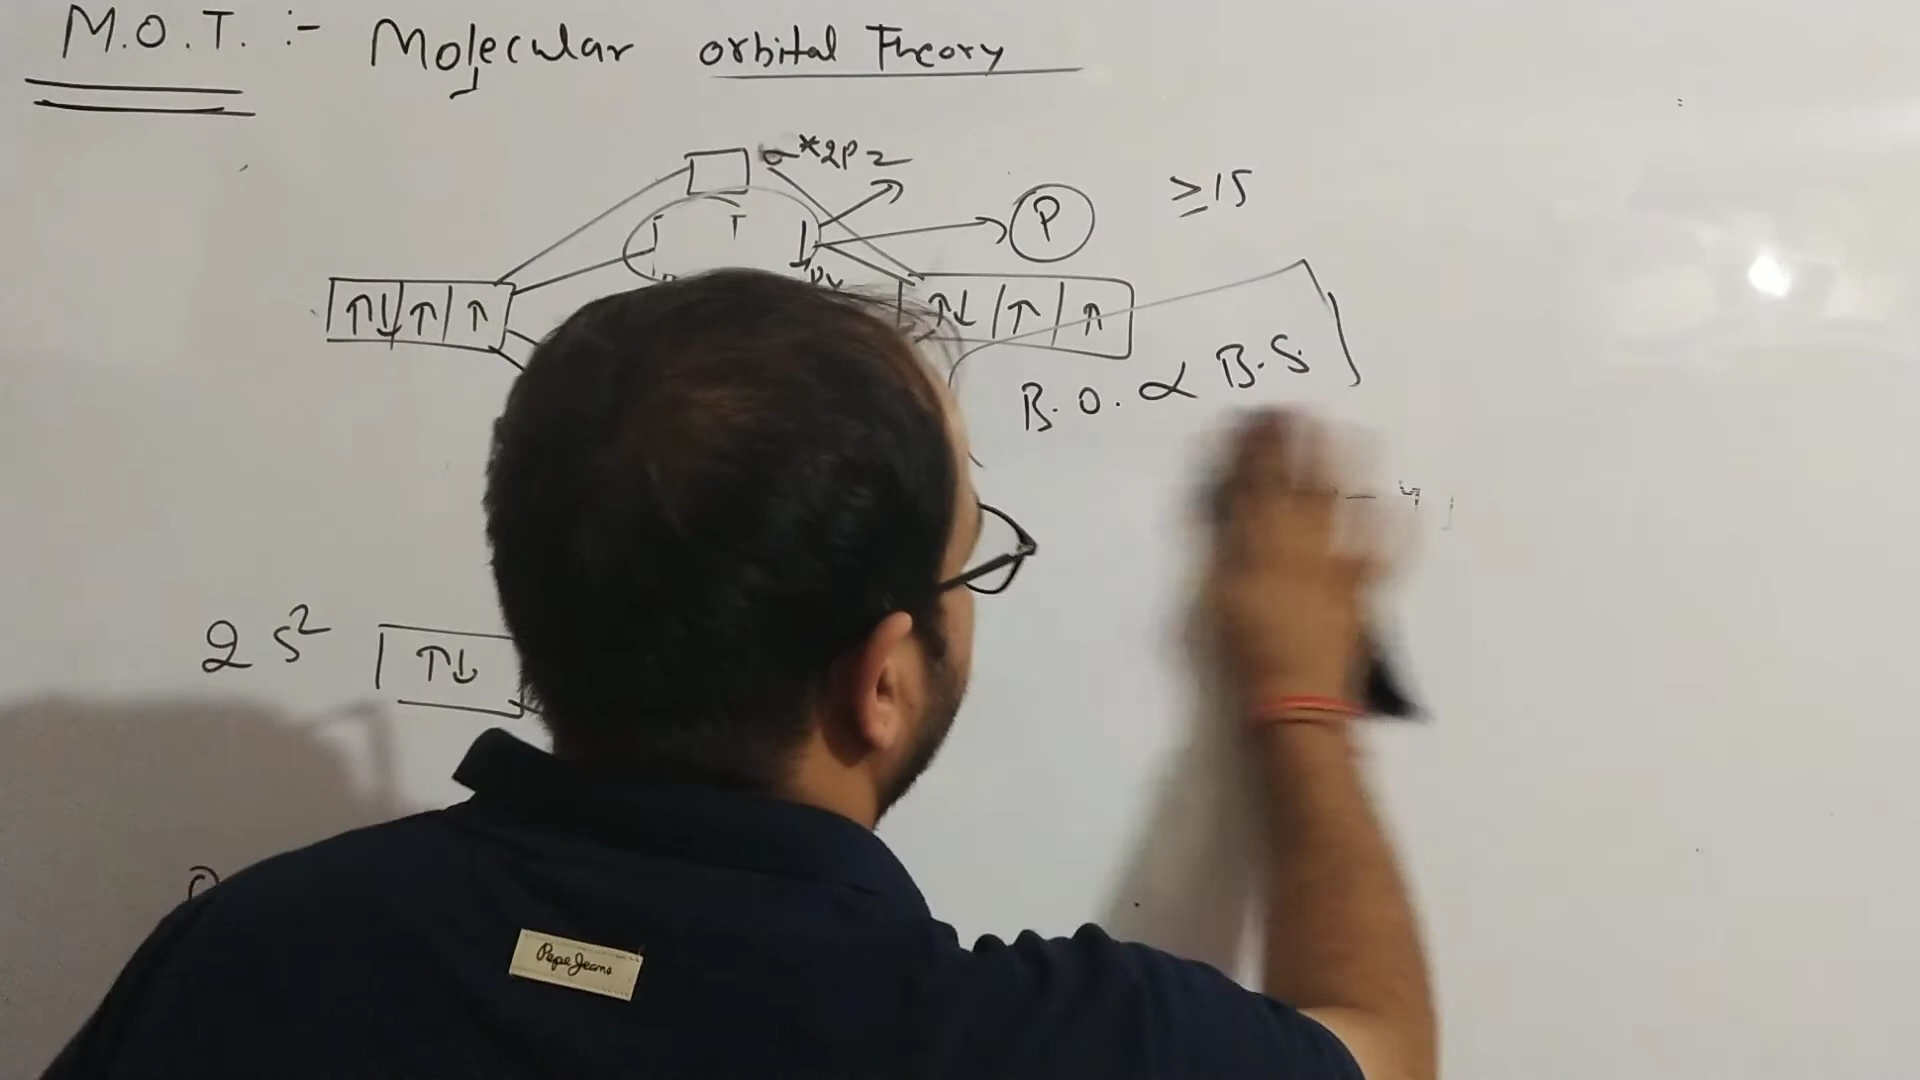 M.O.T. :- Molecular orbital Theory
σ*2Pz
P
≥15
↑↓ ↑ ↑
↑↓ ↑ ↑
B.O. ∝ B.S.
2s²
↑↓
Pepe Jeans